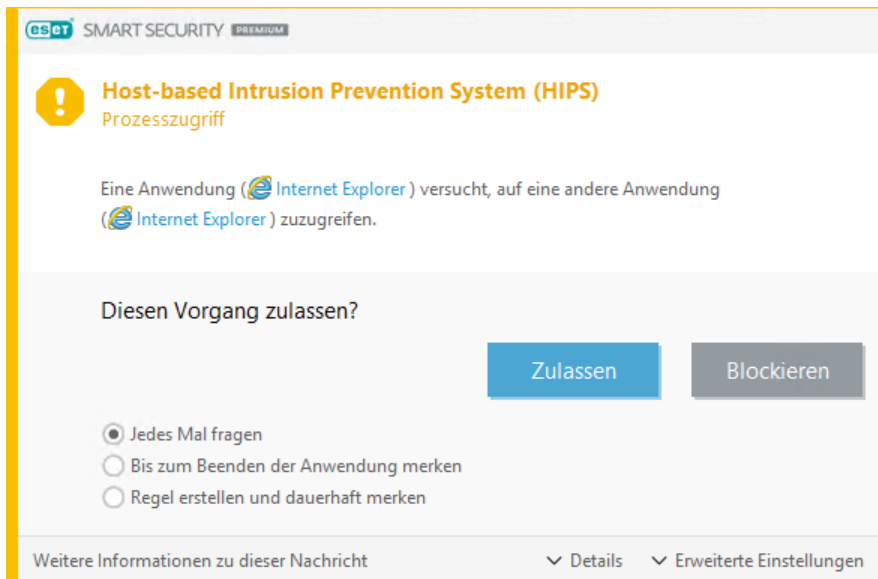 eset SMART SECURITY PREMIUM
Host-based Intrusion Prevention System (HIPS)
Prozesszugriff
Eine Anwendung ( Internet Explorer ) versucht, auf eine andere Anwendung
( Internet Explorer ) zuzugreifen.
Diesen Vorgang zulassen?
Zulassen
Blockieren
Jedes Mal fragen
Bis zum Beenden der Anwendung merken
Regel erstellen und dauerhaft merken
Weitere Informationen zu dieser Nachricht
Details
Erweiterte Einstellungen